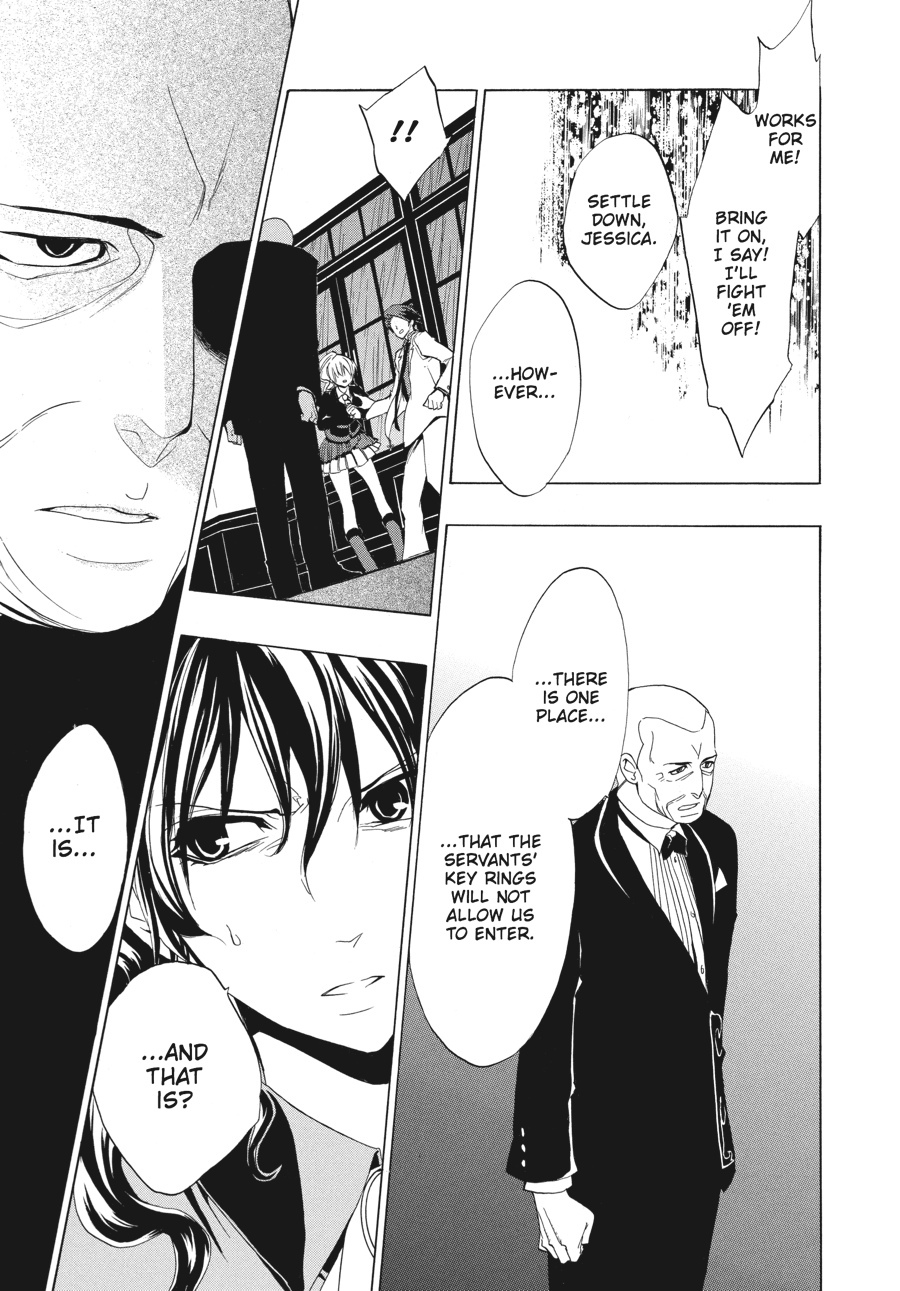 WORKS
FOR
ME!
BRING
IT ON,
I SAY!
I'LL
FIGHT
'EM
OFF!
SETTLE
DOWN,
JESSICA.
...HOW-
EVER...
!!
...THERE
IS ONE
PLACE...
...THAT THE
SERVANTS'
KEY RINGS
WILL NOT
ALLOW US
TO ENTER.
...AND
THAT
IS?
...IT
IS...